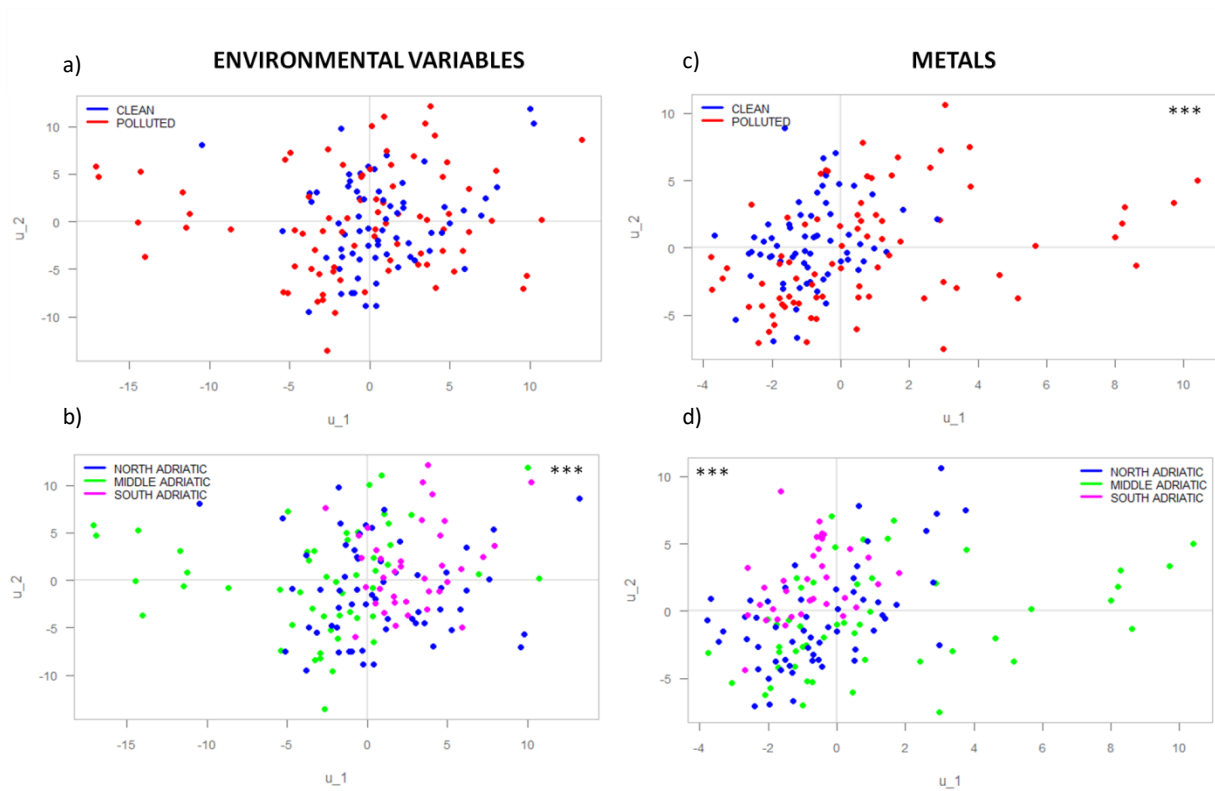 ENVIRONMENTAL VARIABLES
METALS
a)
CLEAN
POLLUTED
10
5
0
-5
-10
u_2
-15
-10
-5
0
5
10
u_1
c)
CLEAN
POLLUTED
***
10
5
0
-5
u_2
-4
-2
0
2
4
6
8
10
u_1
b)
NORTH ADRIATIC
MIDDLE ADRIATIC
SOUTH ADRIATIC
***
10
5
0
-5
-10
u_2
-15
-10
-5
0
5
10
u_1
d)
***
NORTH ADRIATIC
MIDDLE ADRIATIC
SOUTH ADRIATIC
10
5
0
-5
u_2
-4
-2
0
2
4
6
8
10
u_1